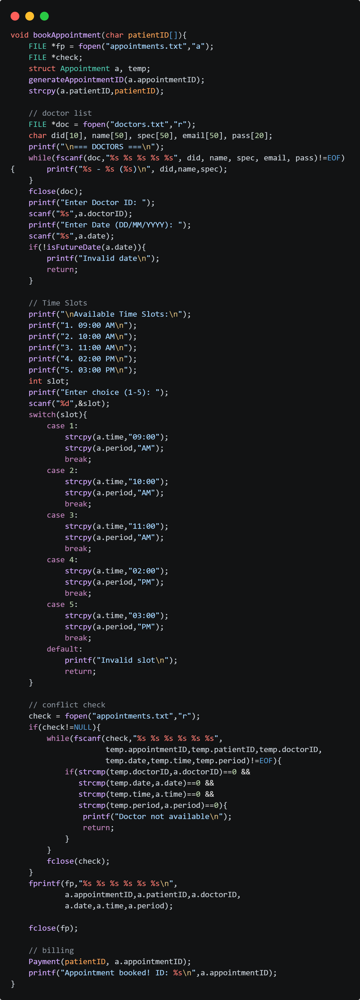 void bookAppointment(char patientID[]){
    FILE *fp = fopen("appointments.txt","a");
    FILE *check;
    struct Appointment a, temp;
    generateAppointmentID(a.appointmentID);
    strcpy(a.patientID,patientID);

    // doctor list
    FILE *doc = fopen("doctors.txt","r");
    char did[10], name[50], spec[50], email[50], pass[20];
    printf("\n=== DOCTORS ===\n");
    while(fscanf(doc,"%s %s %s %s %s", did, name, spec, email, pass)!=EOF)
{       printf("%s - %s (%s)\n", did,name,spec);
    }
    fclose(doc);
    printf("Enter Doctor ID: ");
    scanf("%s",a.doctorID);
    printf("Enter Date (DD/MM/YYYY): ");
    scanf("%s",a.date);
    if(!isFutureDate(a.date)){
        printf("Invalid date\n");
        return;
    }

    // Time Slots
    printf("\nAvailable Time Slots:\n");
    printf("1. 09:00 AM\n");
    printf("2. 10:00 AM\n");
    printf("3. 11:00 AM\n");
    printf("4. 02:00 PM\n");
    printf("5. 03:00 PM\n");
    int slot;
    printf("Enter choice (1-5): ");
    scanf("%d",&slot);
    switch(slot){
        case 1:
            strcpy(a.time,"09:00");
            strcpy(a.period,"AM");
            break;
        case 2:
            strcpy(a.time,"10:00");
            strcpy(a.period,"AM");
            break;
        case 3:
            strcpy(a.time,"11:00");
            strcpy(a.period,"AM");
            break;
        case 4:
            strcpy(a.time,"02:00");
            strcpy(a.period,"PM");
            break;
        case 5:
            strcpy(a.time,"03:00");
            strcpy(a.period,"PM");
            break;
        default:
            printf("Invalid slot\n");
            return;
    }

    // conflict check
    check = fopen("appointments.txt","r");
    if(check!=NULL){
        while(fscanf(check,"%s %s %s %s %s %s",
                     temp.appointmentID,temp.patientID,temp.doctorID,
                     temp.date,temp.time,temp.period)!=EOF){
            if(strcmp(temp.doctorID,a.doctorID)==0 &&
               strcmp(temp.date,a.date)==0 &&
               strcmp(temp.time,a.time)==0 &&
               strcmp(temp.period,a.period)==0){
                printf("Doctor not available\n");
                return;
            }
        }
        fclose(check);
    }
    fprintf(fp,"%s %s %s %s %s %s\n",
            a.appointmentID,a.patientID,a.doctorID,
            a.date,a.time,a.period);

    fclose(fp);

    // billing
    Payment(patientID, a.appointmentID);
    printf("Appointment booked! ID: %s\n",a.appointmentID);
}